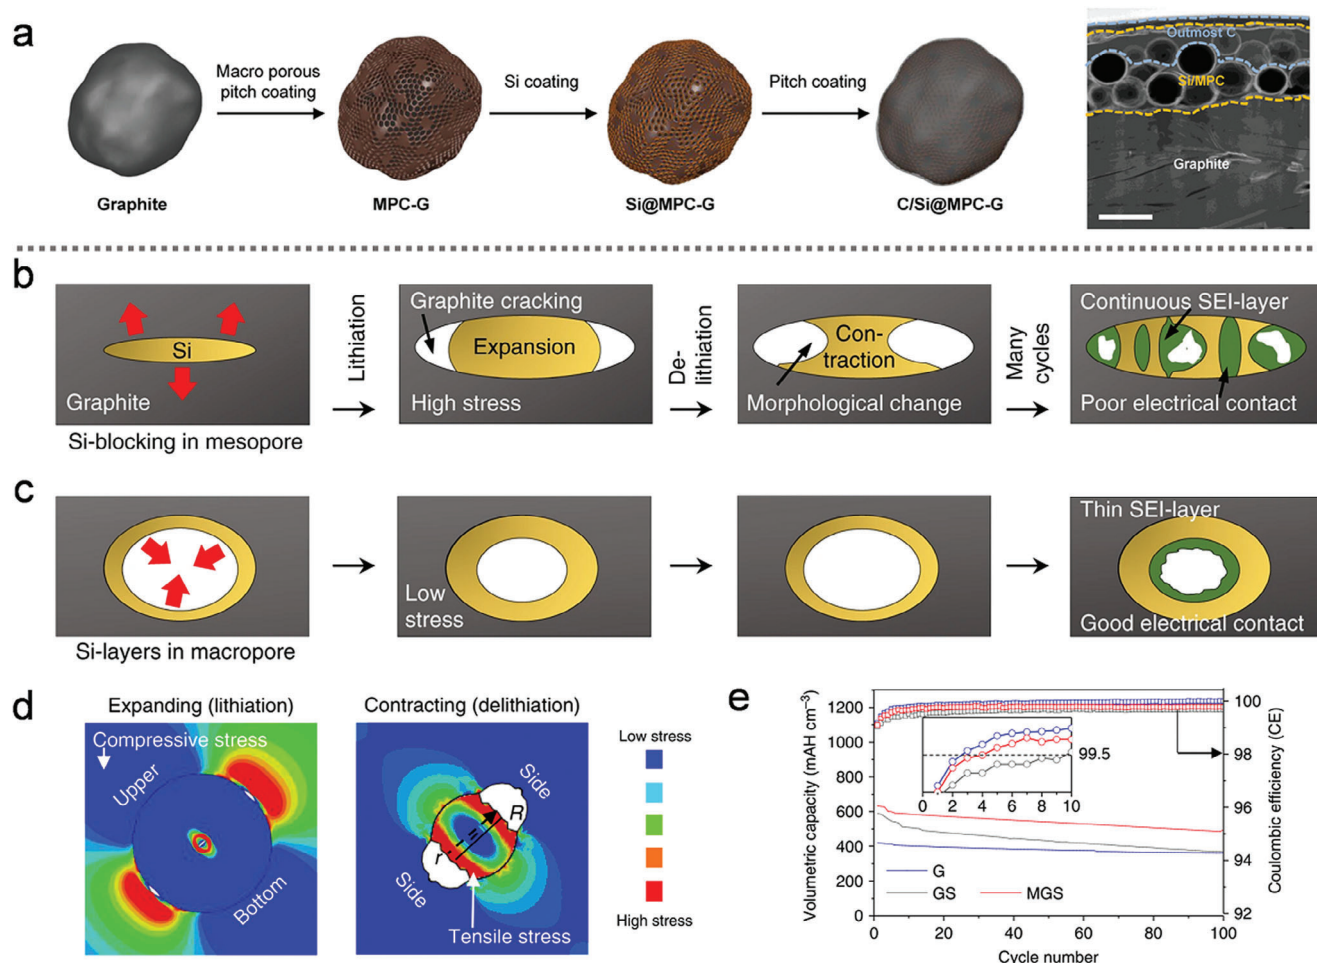 a
Macro porous
pitch coating
Si coating
Pitch coating
Graphite
MPC-G
Si@MPC-G
C/Si@MPC-G
Outmost C
Si/MPC
Graphite
b
Si
Graphite
Si-blocking in mesopore
Lithiation
Graphite cracking
Expansion
High stress
De-
lithiation
Con-
traction
Morphological change
Many
cycles
Continuous SEI-layer
Poor electrical contact
c
Si-layers in macropore
Low
stress
Thin SEI-layer
Good electrical contact
d
Expanding (lithiation)
Compressive stress
Upper
Bottom
Contracting (delithiation)
Side
R
r
Side
Tensile stress
Low stress
High stress
e
Volumetric capacity (mAH cm⁻³)
1200
1000
800
600
400
200
0
0 20 40 60 80 100
Cycle number
100
98
96
94
92
Coulombic efficiency (CE)
99.5
0 2 4 6 8 10
G
GS
MGS